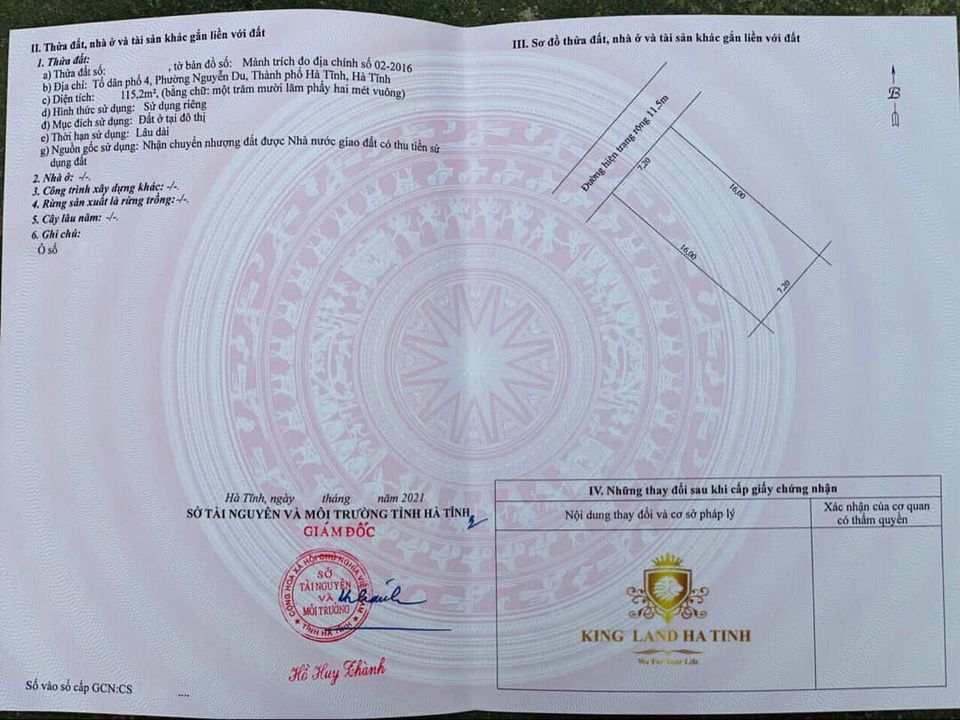 II. Thửa đất, nhà ở và tài sản khác gắn liền với đất
1. Thửa đất:
a) Thửa đất số: , tờ bản đồ số: Mảnh trích đo địa chính số 02-2016
b) Địa chỉ: Tổ dân phố 4, Phường Nguyễn Du, Thành phố Hà Tĩnh, Hà Tĩnh
c) Diện tích: 115,2m², (bằng chữ: một trăm mười lăm phẩy hai mét vuông)
d) Hình thức sử dụng: Sử dụng riêng
đ) Mục đích sử dụng: Đất ở tại đô thị
e) Thời hạn sử dụng: Lâu dài
g) Nguồn gốc sử dụng: Nhận chuyển nhượng đất được Nhà nước giao đất có thu tiền sử
dụng đất
2. Nhà ở: -/-.
3. Công trình xây dựng khác: -/-.
4. Rừng sản xuất là rừng trồng:-/-.
5. Cây lâu năm: -/-.
6. Ghi chú:
Ô số
Hà Tĩnh, ngày tháng năm 2021
SỞ TÀI NGUYÊN VÀ MÔI TRƯỜNG TỈNH HÀ TĨNH
GIÁM ĐỐC
CỘNG HÒA XÃ HỘI CHỦ NGHĨA VIỆT NAM
SỞ
TÀI NGUYÊN
VÀ
MÔI TRƯỜNG
★ TỈNH HÀ TĨNH ★
Hồ Huy Thành
Số vào sổ cấp GCN:CS ....
III. Sơ đồ thửa đất, nhà ở và tài sản khác gắn liền với đất
B
Đường hiện trạng rộng 11,5m
7,20
16,00
16,00
7,20
IV. Những thay đổi sau khi cấp giấy chứng nhận
Nội dung thay đổi và cơ sở pháp lý
Xác nhận của cơ quan
có thẩm quyền
KING LAND HA TINH
We For Your Life